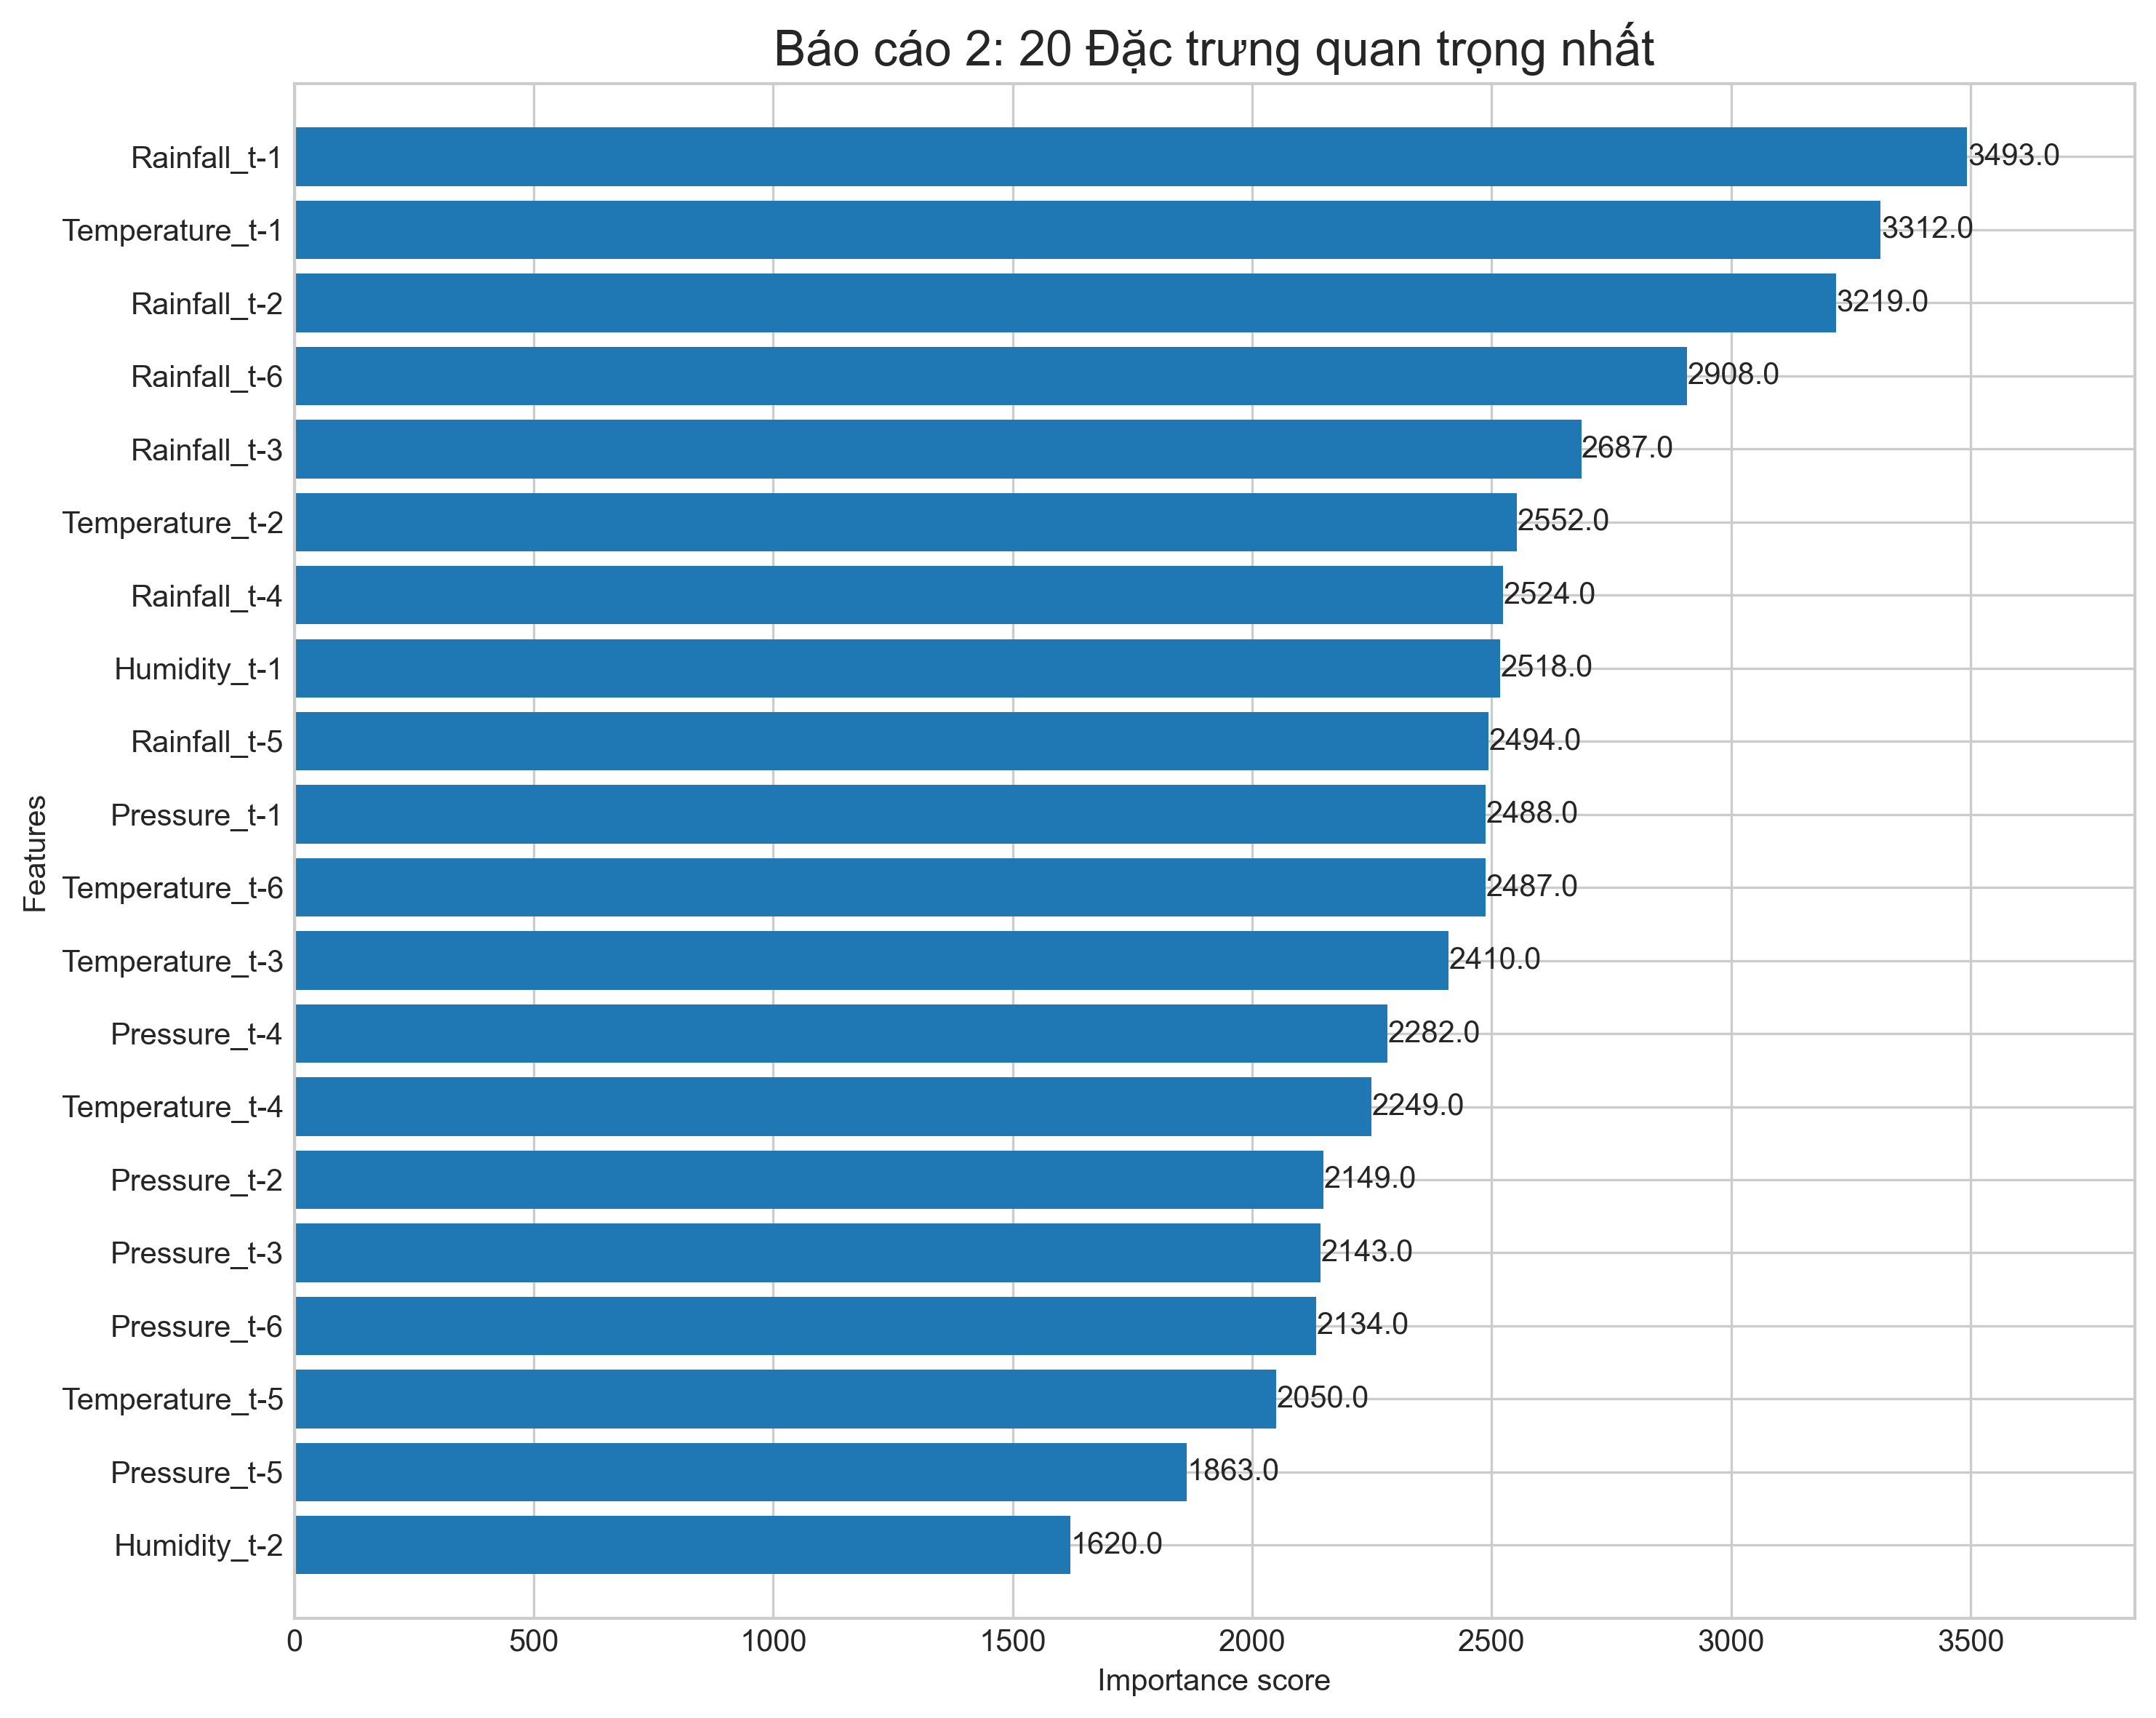 Báo cáo 2: 20 Đặc trưng quan trọng nhất
Rainfall_t-1 3493.0
Temperature_t-1 3312.0
Rainfall_t-2 3219.0
Rainfall_t-6 2908.0
Rainfall_t-3 2687.0
Temperature_t-2 2552.0
Rainfall_t-4 2524.0
Humidity_t-1 2518.0
Rainfall_t-5 2494.0
Pressure_t-1 2488.0
Temperature_t-6 2487.0
Temperature_t-3 2410.0
Pressure_t-4 2282.0
Temperature_t-4 2249.0
Pressure_t-2 2149.0
Pressure_t-3 2143.0
Pressure_t-6 2134.0
Temperature_t-5 2050.0
Pressure_t-5 1863.0
Humidity_t-2 1620.0
Features
0 500 1000 1500 2000 2500 3000 3500
Importance score